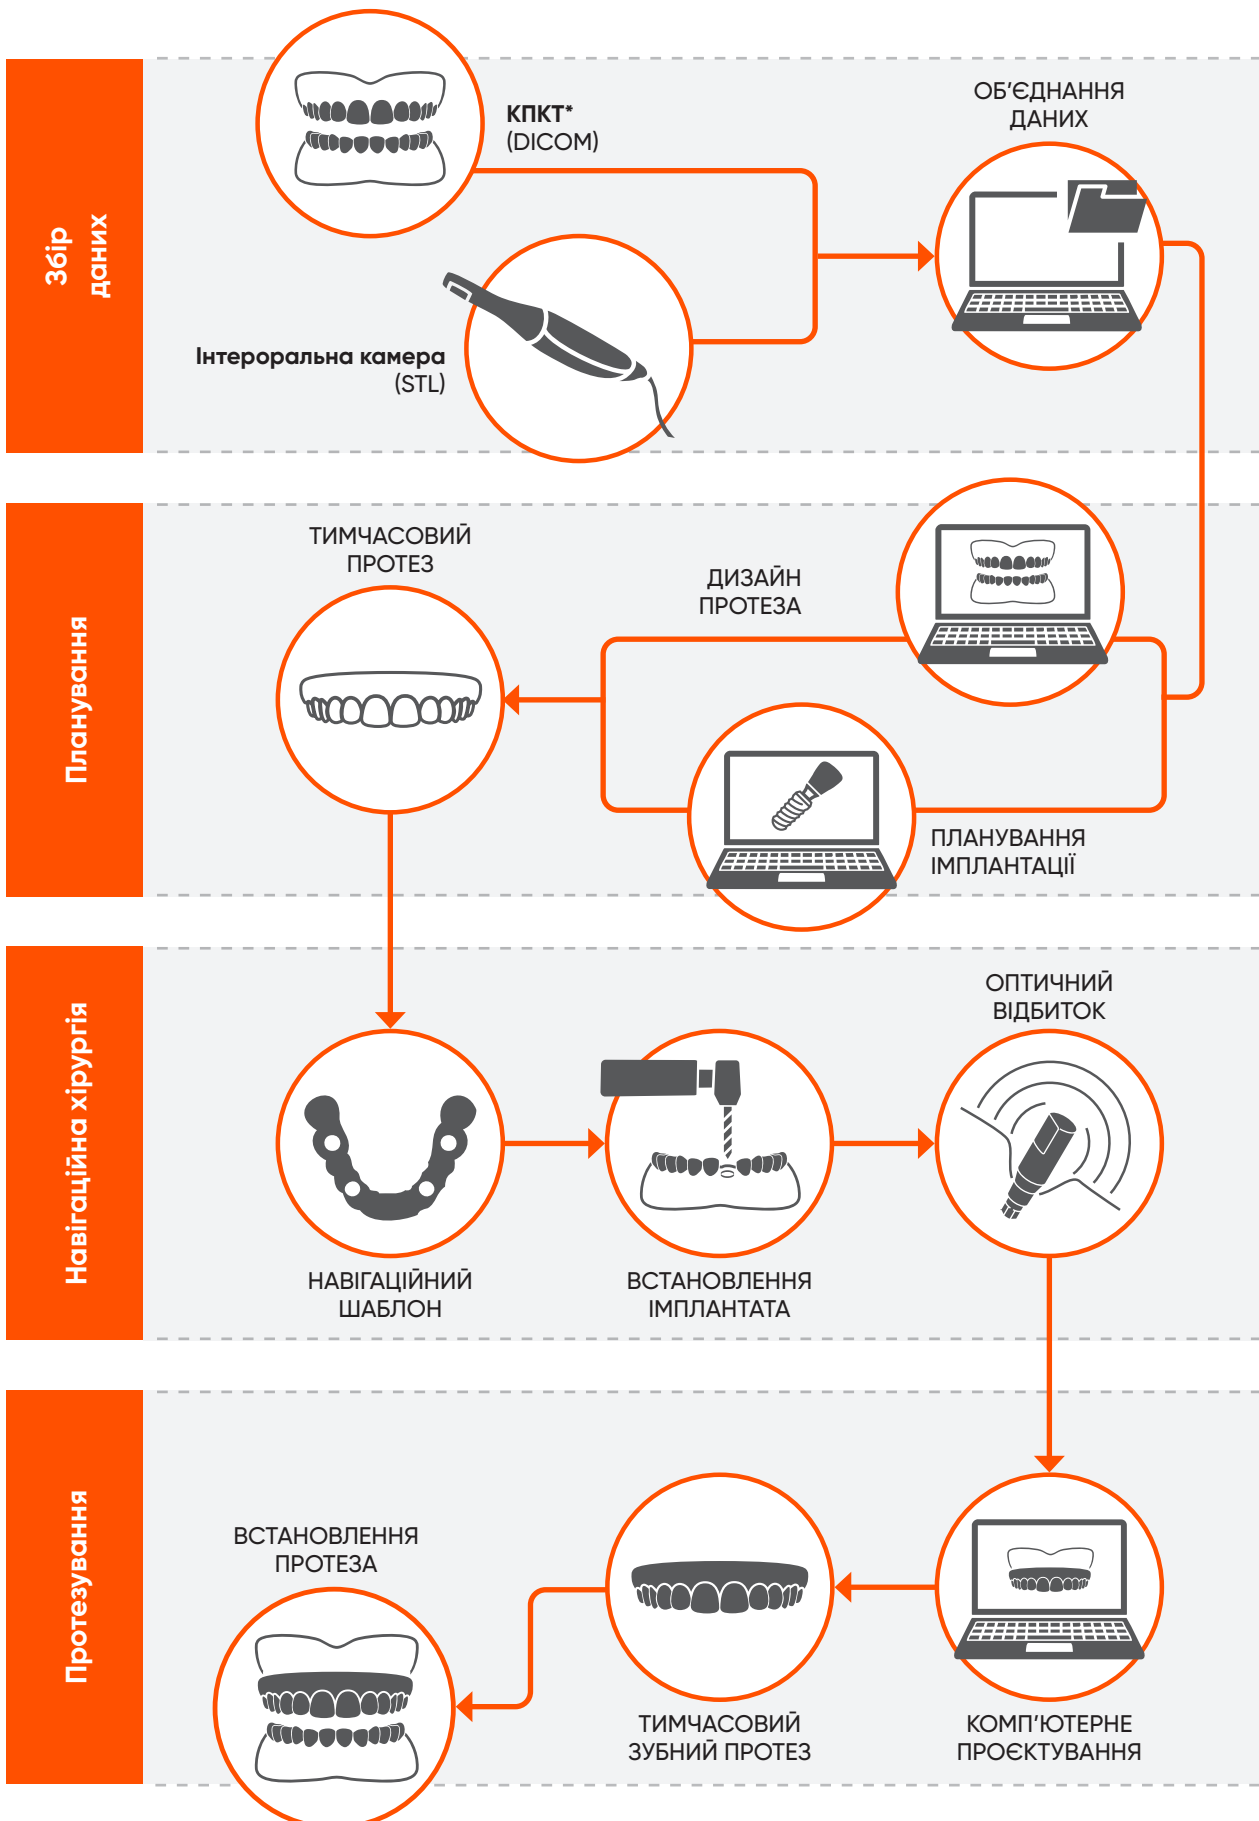 Збір
даних
КПКТ*
(DICOM)
ОБ’ЄДНАННЯ
ДАНИХ
Інтероральна камера
(STL)
Планування
ТИМЧАСОВИЙ
ПРОТЕЗ
ДИЗАЙН
ПРОТЕЗА
ПЛАНУВАННЯ
ІМПЛАНТАЦІЇ
Навігаційна хірургія
ОПТИЧНИЙ
ВІДБИТОК
НАВІГАЦІЙНИЙ
ШАБЛОН
ВСТАНОВЛЕННЯ
ІМПЛАНТАТА
Протезування
ВСТАНОВЛЕННЯ
ПРОТЕЗА
ТИМЧАСОВИЙ
ЗУБНИЙ ПРОТЕЗ
КОМП’ЮТЕРНЕ
ПРОЄКТУВАННЯ